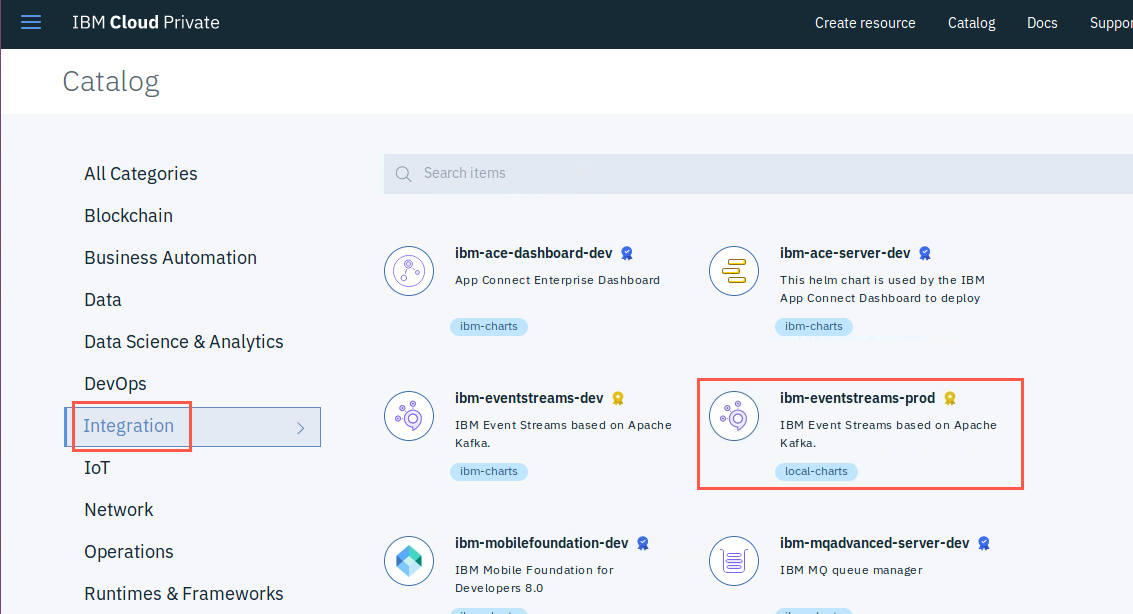 IBM Cloud Private
Create resource
Catalog
Docs
Suppor
Catalog
All Categories
Blockchain
Business Automation
Data
Data Science & Analytics
DevOps
Integration
IoT
Network
Operations
Runtimes & Frameworks
Search items
ibm-ace-dashboard-dev
App Connect Enterprise Dashboard
ibm-charts
ibm-ace-server-dev
This helm chart is used by the IBM
App Connect Dashboard to deploy
ibm-charts
ibm-eventstreams-dev
IBM Event Streams based on Apache
Kafka.
ibm-charts
ibm-eventstreams-prod
IBM Event Streams based on Apache
Kafka.
local-charts
ibm-mobilefoundation-dev
IBM Mobile Foundation for
Developers 8.0
ibm-mqadvanced-server-dev
IBM MQ queue manager